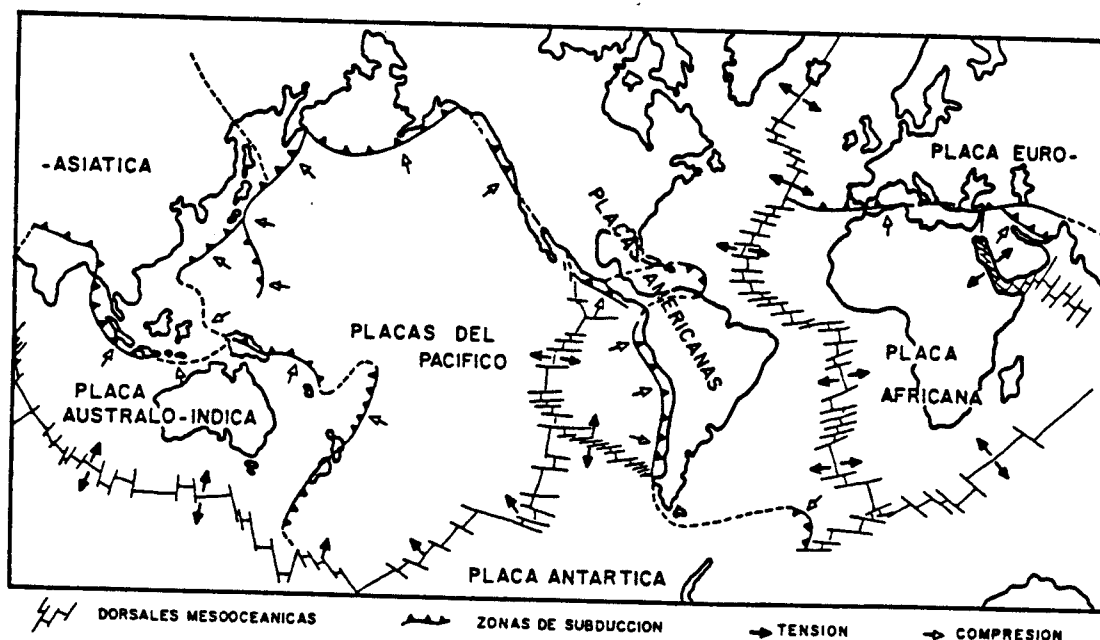 -ASIATICA
PLACA EURO-
PLACAS
AMERICANAS
PLACAS DEL
PACIFICO
PLACA
AFRICANA
PLACA
AUSTRALO-INDICA
PLACA ANTARTICA
DORSALES MESOOCEANICAS
ZONAS DE SUBDUCCION
TENSION
COMPRESION